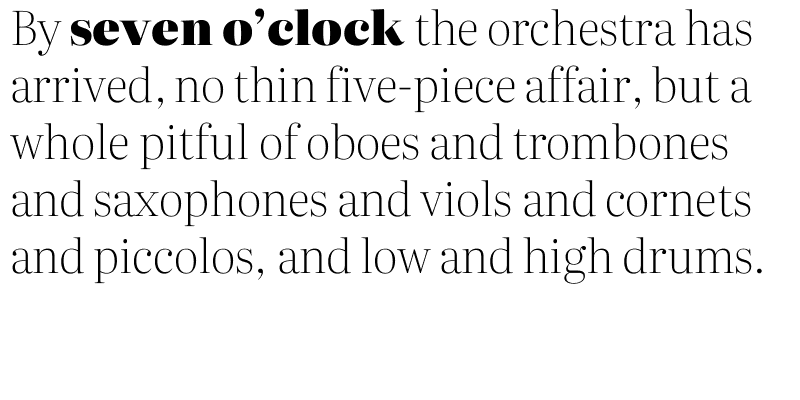 By seven o’clock the orchestra has
arrived, no thin five-piece affair, but a
whole pitful of oboes and trombones
and saxophones and viols and cornets
and piccolos, and low and high drums.